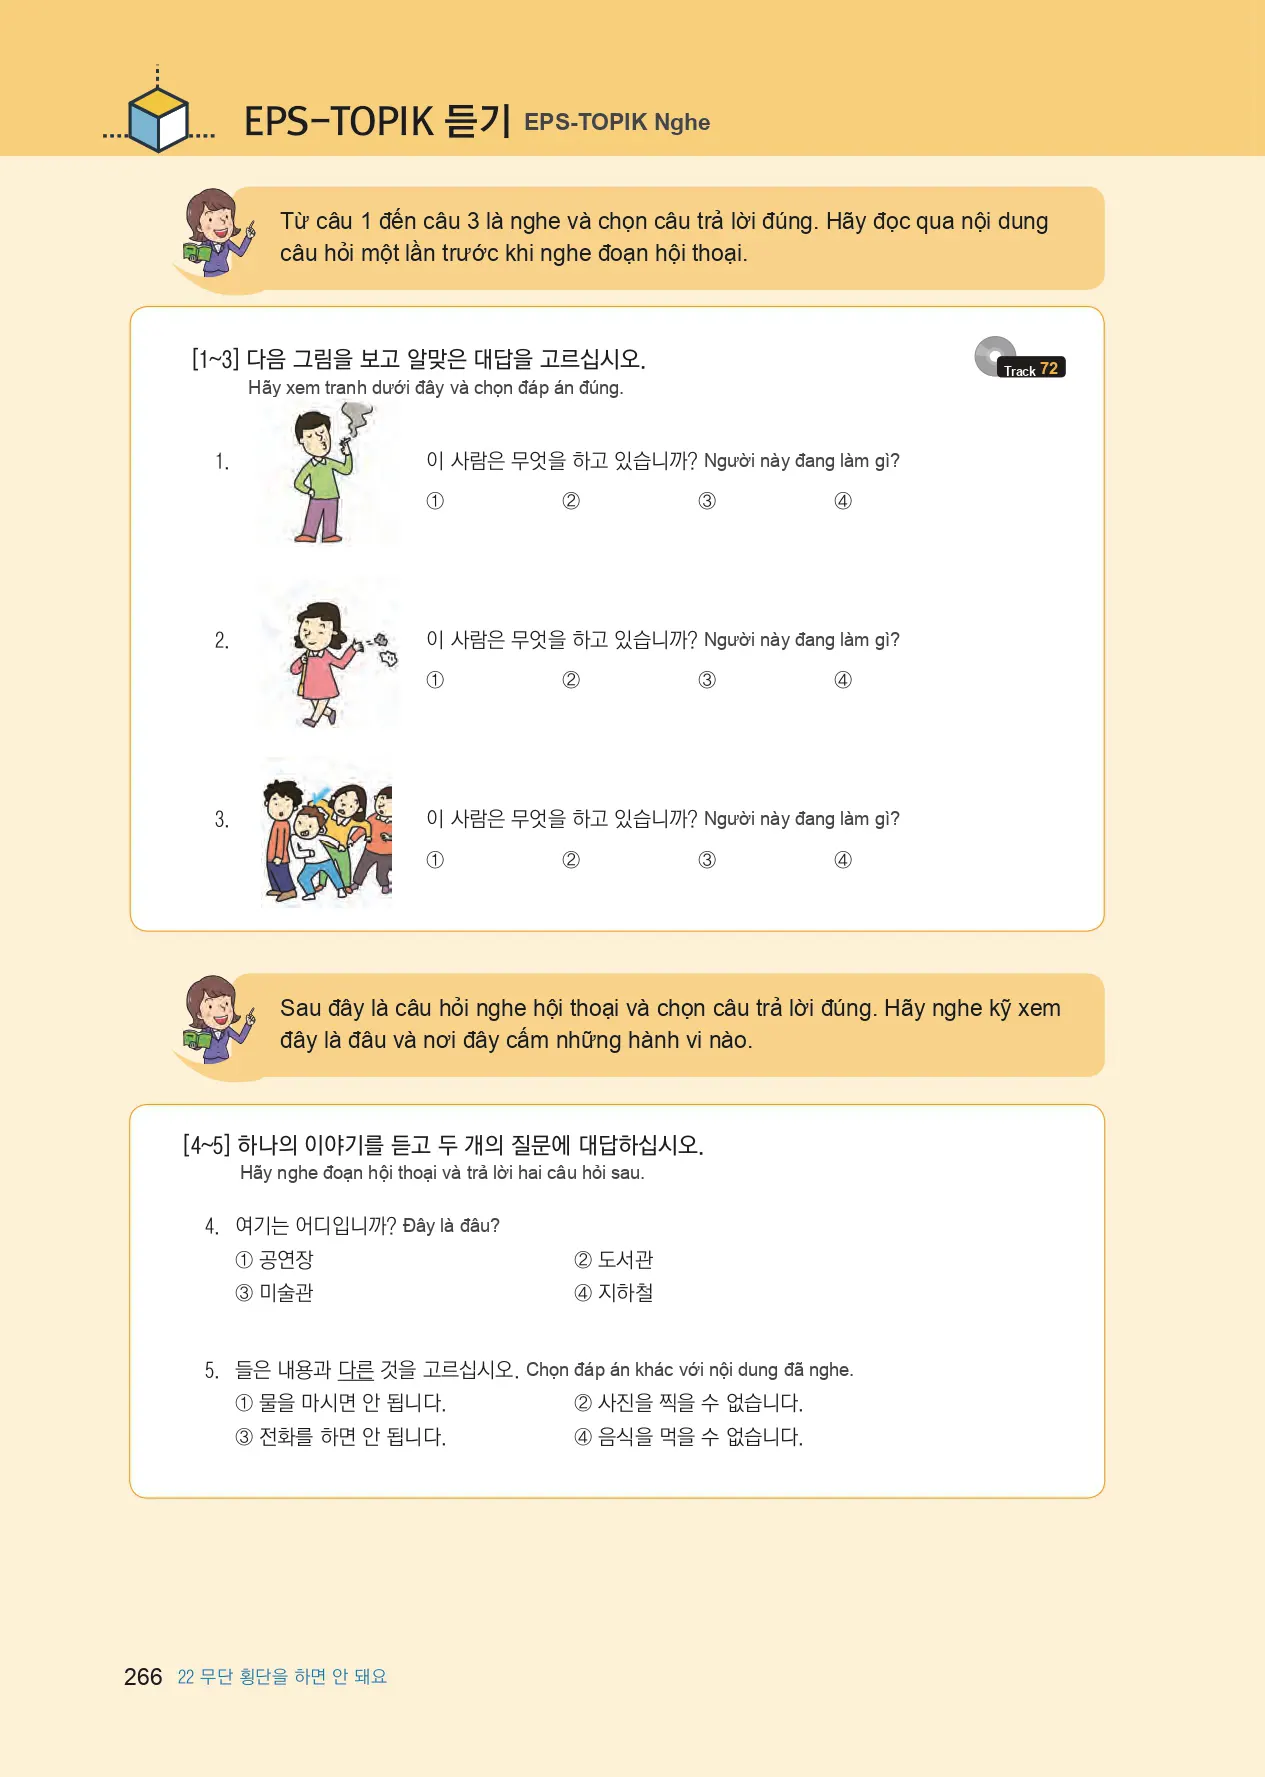 EPS-TOPIK 듣기 EPS-TOPIK Nghe
Từ câu 1 đến câu 3 là nghe và chọn câu trả lời đúng. Hãy đọc qua nội dung
câu hỏi một lần trước khi nghe đoạn hội thoại.
[1~3] 다음 그림을 보고 알맞은 대답을 고르십시오.
Track 72
Hãy xem tranh dưới đây và chọn đáp án đúng.
1. 이 사람은 무엇을 하고 있습니까? Người này đang làm gì?
① ② ③ ④
2. 이 사람은 무엇을 하고 있습니까? Người này đang làm gì?
① ② ③ ④
3. 이 사람은 무엇을 하고 있습니까? Người này đang làm gì?
① ② ③ ④
Sau đây là câu hỏi nghe hội thoại và chọn câu trả lời đúng. Hãy nghe kỹ xem
đây là đâu và nơi đây cấm những hành vi nào.
[4~5] 하나의 이야기를 듣고 두 개의 질문에 대답하십시오.
Hãy nghe đoạn hội thoại và trả lời hai câu hỏi sau.
4. 여기는 어디입니까? Đây là đâu?
① 공연장 ② 도서관
③ 미술관 ④ 지하철
5. 들은 내용과 다른 것을 고르십시오. Chọn đáp án khác với nội dung đã nghe.
① 물을 마시면 안 됩니다. ② 사진을 찍을 수 없습니다.
③ 전화를 하면 안 됩니다. ④ 음식을 먹을 수 없습니다.
266 22 무단 횡단을 하면 안 돼요